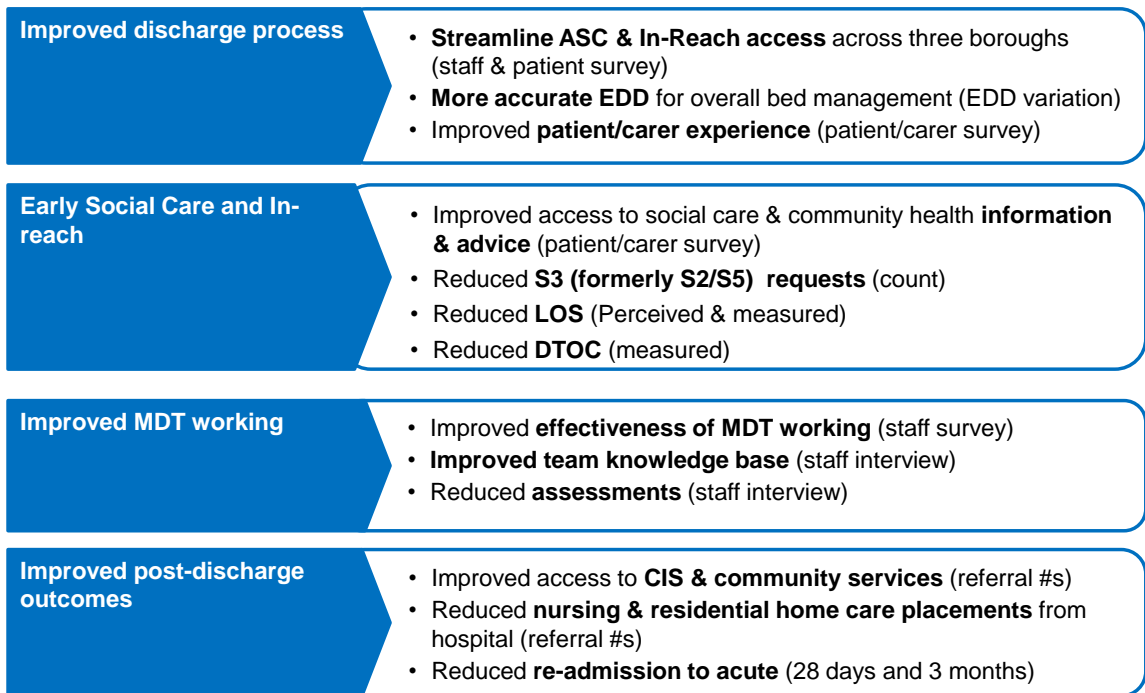 Improved discharge process
• Streamline ASC & In-Reach access across three boroughs
(staff & patient survey)
• More accurate EDD for overall bed management (EDD variation)
• Improved patient/carer experience (patient/carer survey)
Early Social Care and In-
reach
• Improved access to social care & community health information
& advice (patient/carer survey)
• Reduced S3 (formerly S2/S5)  requests (count)
• Reduced LOS (Perceived & measured)
• Reduced DTOC (measured)
Improved MDT working
• Improved effectiveness of MDT working (staff survey)
• Improved team knowledge base (staff interview)
• Reduced assessments (staff interview)
Improved post-discharge
outcomes
• Improved access to CIS & community services (referral #s)
• Reduced nursing & residential home care placements from
hospital (referral #s)
• Reduced re-admission to acute (28 days and 3 months)